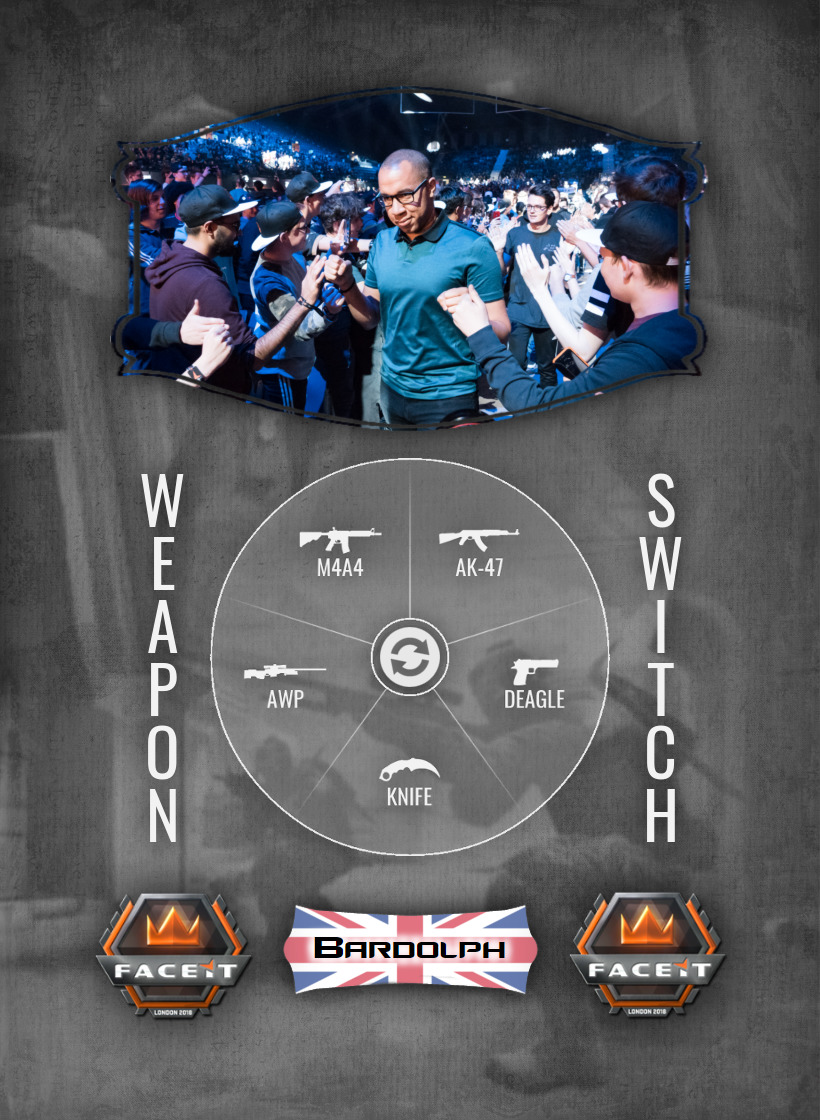 WEAPON
SWITCH
M4A4
AK-47
AWP
DEAGLE
KNIFE
FACEIT
LONDON 2018
BARDOLPH
FACEIT
LONDON 2018